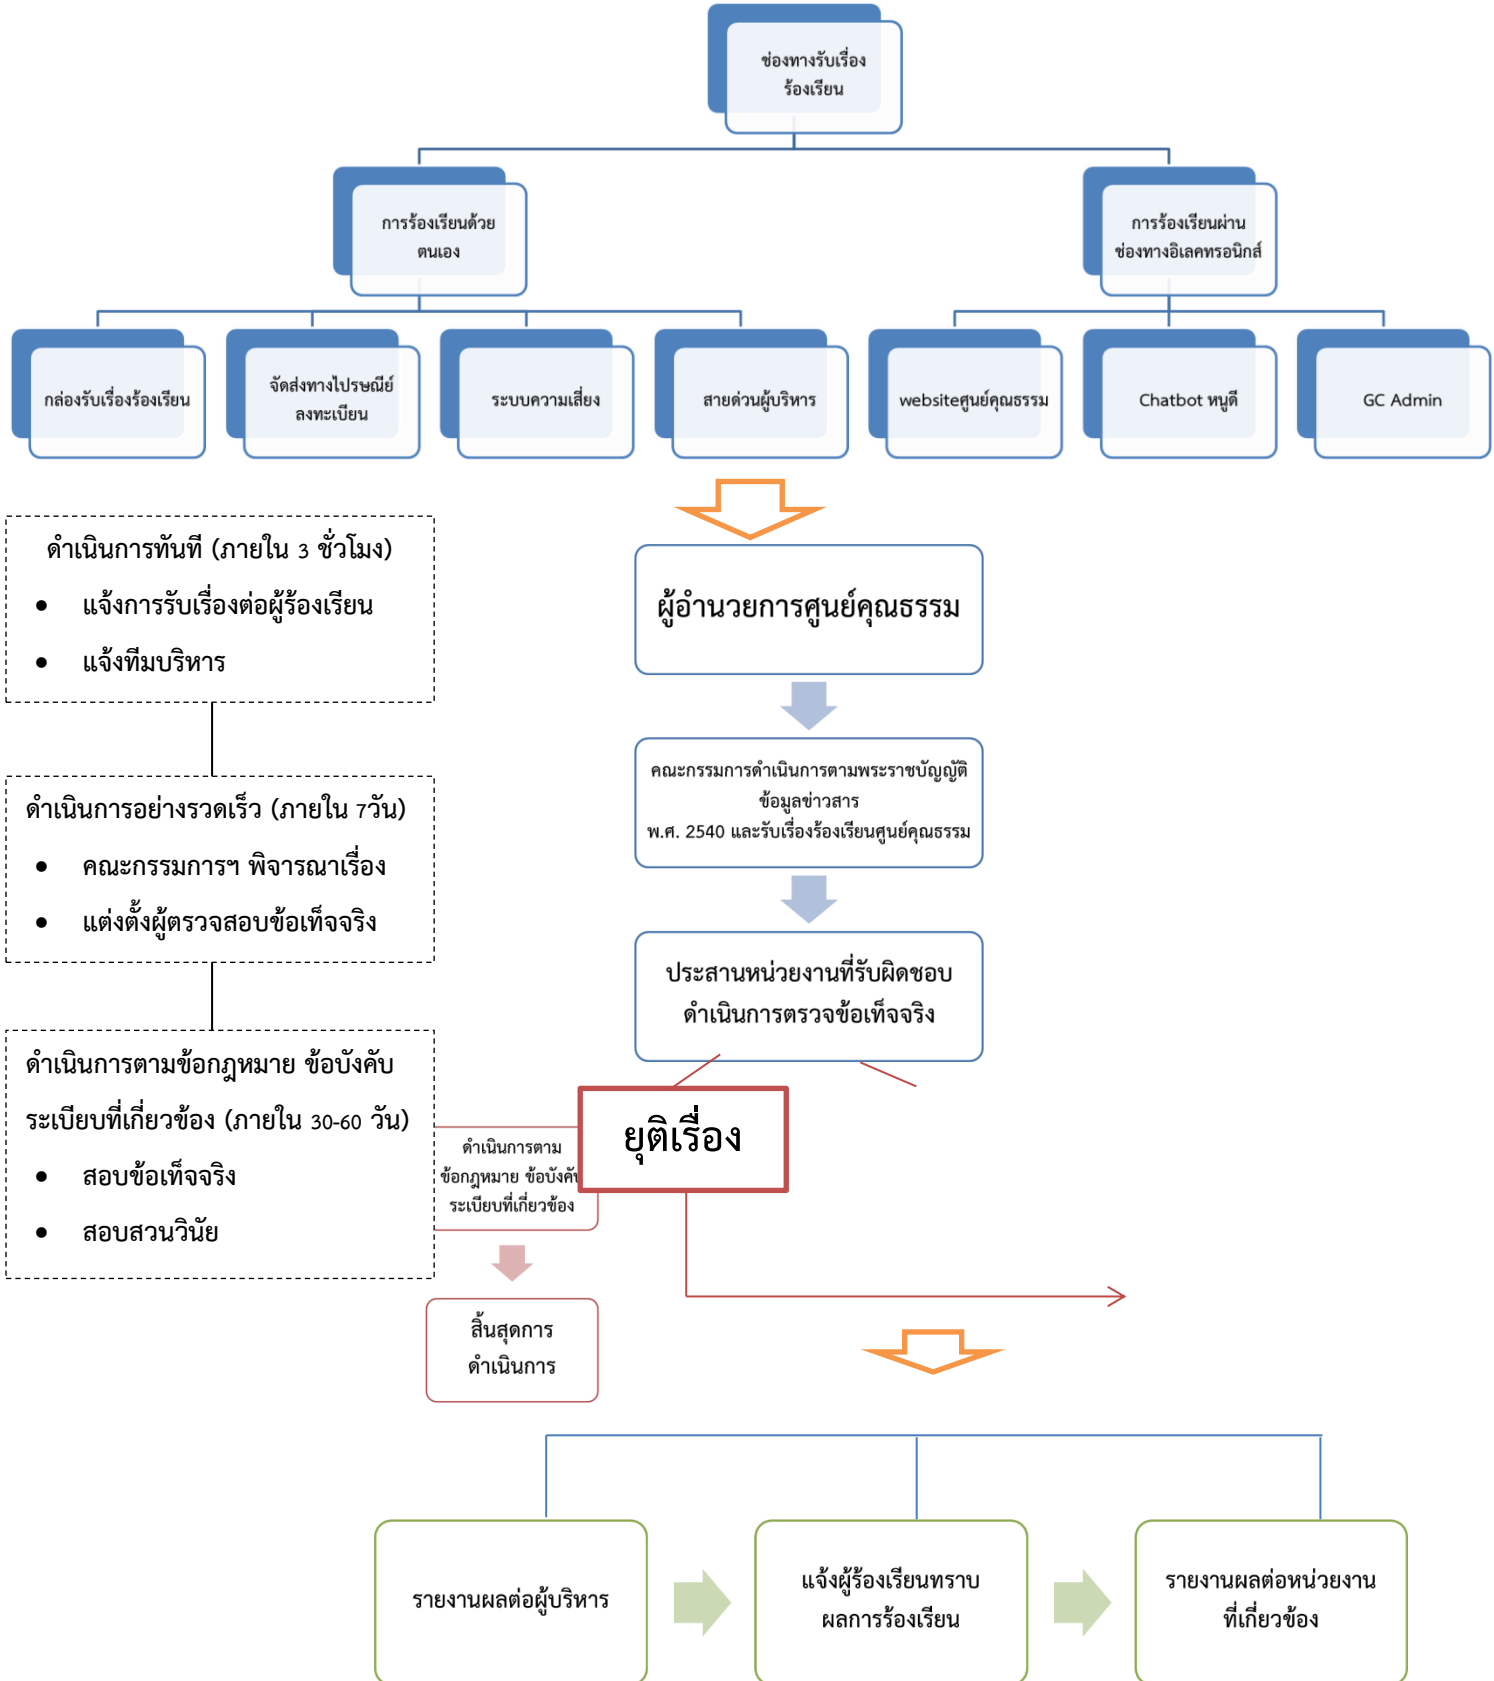 ช่องทางรับเรื่อง
ร้องเรียน
การร้องเรียนด้วย
ตนเอง
การร้องเรียนผ่าน
ช่องทางอิเลคทรอนิกส์
กล่องรับเรื่องร้องเรียน
จัดส่งทางไปรษณีย์
ลงทะเบียน
ระบบความเสี่ยง
สายด่วนผู้บริหาร
websiteศูนย์คุณธรรม
Chatbot หนูดี
GC Admin
ดำเนินการทันที (ภายใน 3 ชั่วโมง)
• แจ้งการรับเรื่องต่อผู้ร้องเรียน
• แจ้งทีมบริหาร
ดำเนินการอย่างรวดเร็ว (ภายใน 7วัน)
• คณะกรรมการฯ พิจารณาเรื่อง
• แต่งตั้งผู้ตรวจสอบข้อเท็จจริง
ดำเนินการตามข้อกฎหมาย ข้อบังคับ
ระเบียบที่เกี่ยวข้อง (ภายใน 30-60 วัน)
• สอบข้อเท็จจริง
• สอบสวนวินัย
ผู้อำนวยการศูนย์คุณธรรม
คณะกรรมการดำเนินการตามพระราชบัญญัติ
ข้อมูลข่าวสาร
พ.ศ. 2540 และรับเรื่องร้องเรียนศูนย์คุณธรรม
ประสานหน่วยงานที่รับผิดชอบ
ดำเนินการตรวจข้อเท็จจริง
ยุติเรื่อง
ดำเนินการตาม
ข้อกฎหมาย ข้อบังคับ
ระเบียบที่เกี่ยวข้อง
สิ้นสุดการ
ดำเนินการ
รายงานผลต่อผู้บริหาร
แจ้งผู้ร้องเรียนทราบ
ผลการร้องเรียน
รายงานผลต่อหน่วยงาน
ที่เกี่ยวข้อง